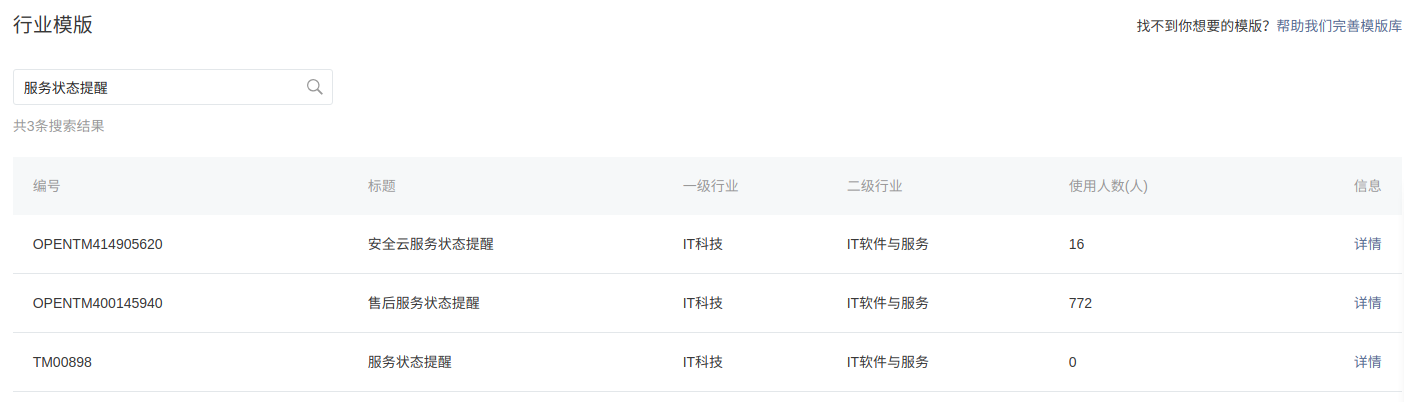 行业模版
找不到你想要的模版？帮助我们完善模版库
服务状态提醒
共3条搜索结果
编号 标题 一级行业 二级行业 使用人数(人) 信息
OPENTM414905620 安全云服务状态提醒 IT科技 IT软件与服务 16 详情
OPENTM400145940 售后服务状态提醒 IT科技 IT软件与服务 772 详情
TM00898 服务状态提醒 IT科技 IT软件与服务 0 详情